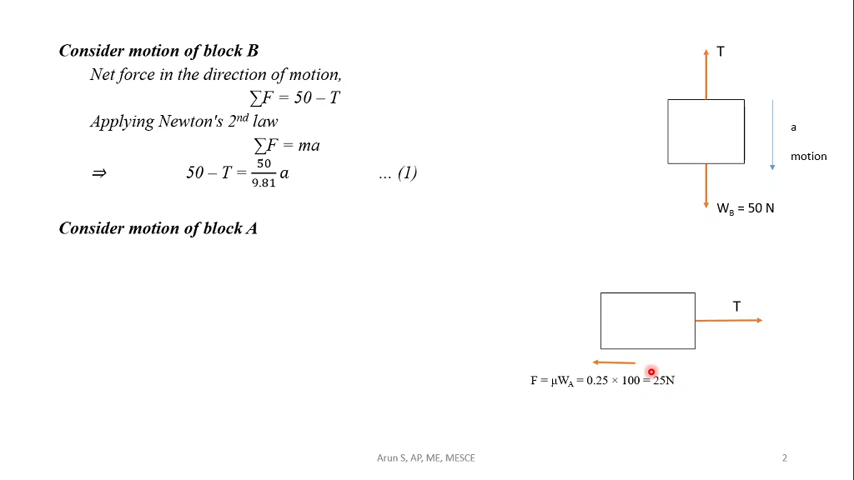 Consider motion of block B
Net force in the direction of motion,
∑F = 50 – T
Applying Newton's 2nd law
∑F = ma
⇒ 50 – T = 50/9.81 a ... (1)
Consider motion of block A
T
a
motion
W_B = 50 N
T
F = μW_A = 0.25 × 100 = 25N
Arun S, AP, ME, MESCE
2